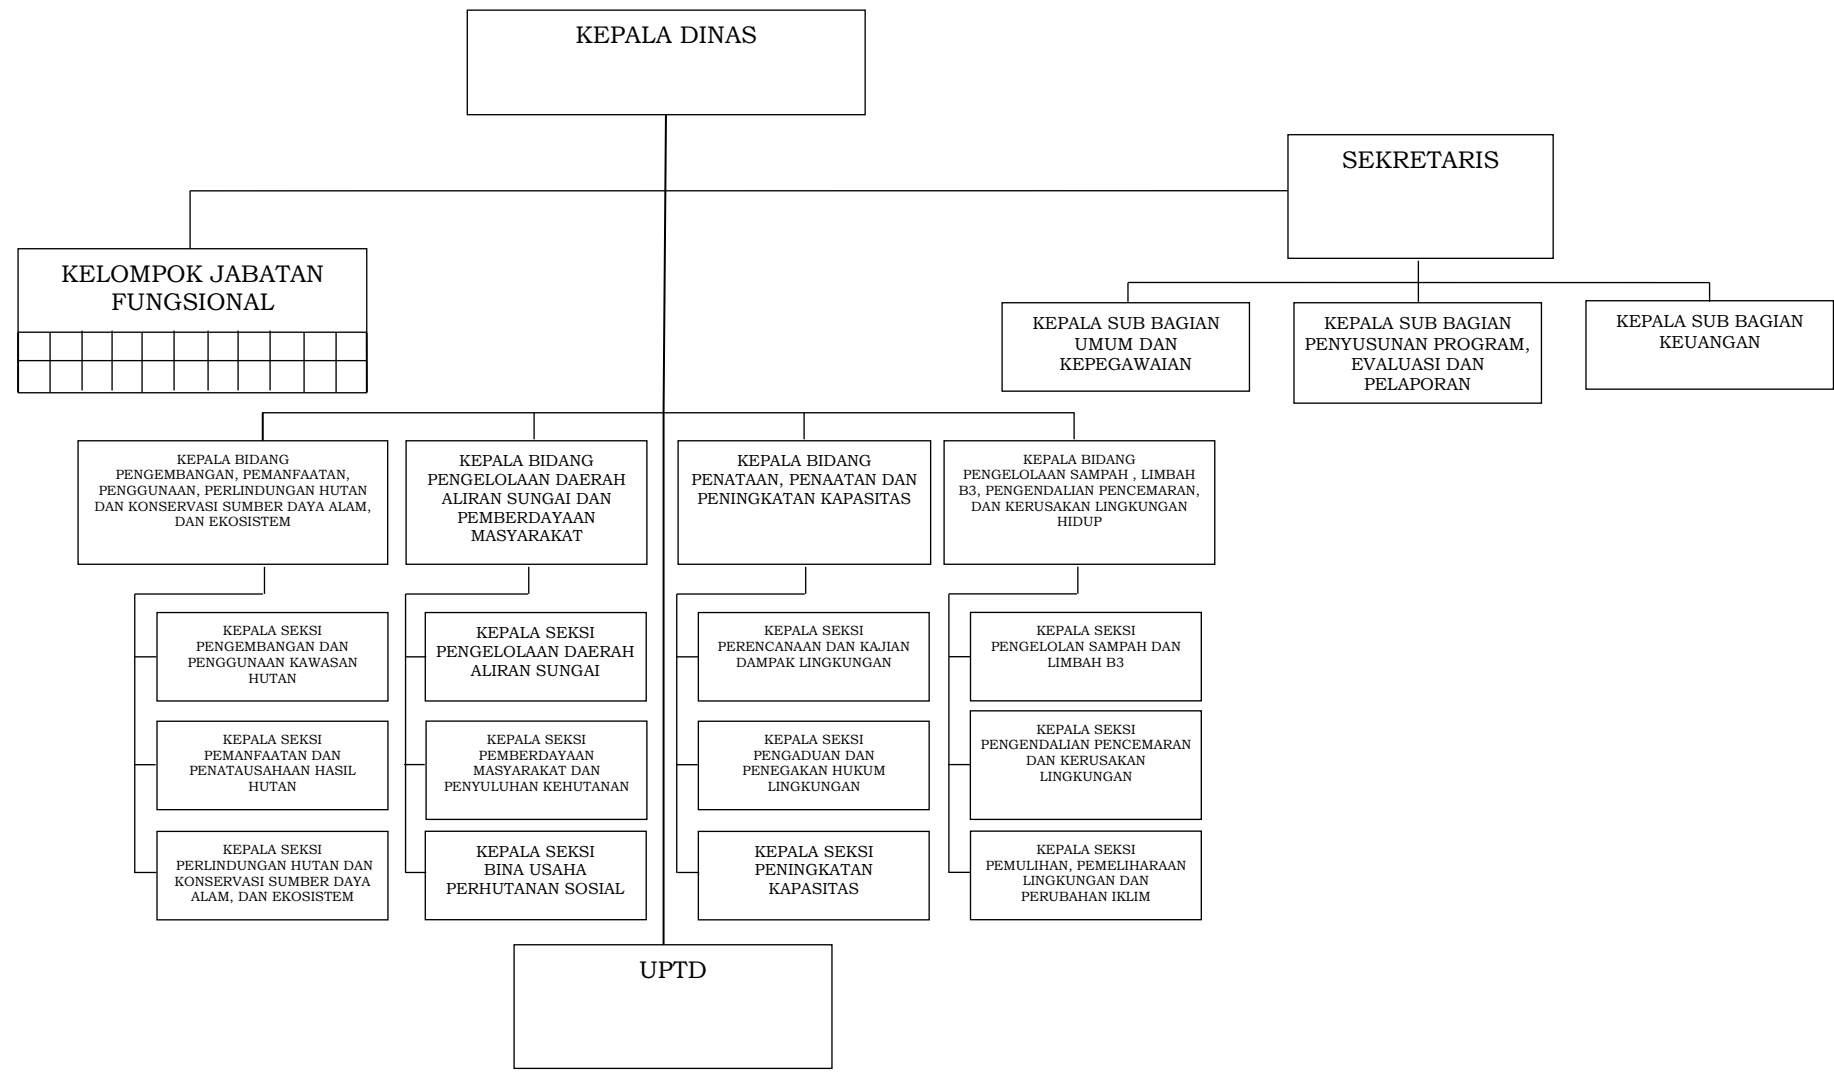 KEPALA DINAS
SEKRETARIS
KELOMPOK JABATAN
FUNGSIONAL
KEPALA SUB BAGIAN
UMUM DAN
KEPEGAWAIAN
KEPALA SUB BAGIAN
PENYUSUNAN PROGRAM,
EVALUASI DAN
PELAPORAN
KEPALA SUB BAGIAN
KEUANGAN
KEPALA BIDANG
PENGEMBANGAN, PEMANFAATAN,
PENGGUNAAN, PERLINDUNGAN HUTAN
DAN KONSERVASI SUMBER DAYA ALAM,
DAN EKOSISTEM
KEPALA BIDANG
PENGELOLAAN DAERAH
ALIRAN SUNGAI DAN
PEMBERDAYAAN
MASYARAKAT
KEPALA BIDANG
PENATAAN, PENAATAN DAN
PENINGKATAN KAPASITAS
KEPALA BIDANG
PENGELOLAAN SAMPAH , LIMBAH
B3, PENGENDALIAN PENCEMARAN,
DAN KERUSAKAN LINGKUNGAN
HIDUP
KEPALA SEKSI
PENGEMBANGAN DAN
PENGGUNAAN KAWASAN
HUTAN
KEPALA SEKSI
PENGELOLAAN DAERAH
ALIRAN SUNGAI
KEPALA SEKSI
PERENCANAAN DAN KAJIAN
DAMPAK LINGKUNGAN
KEPALA SEKSI
PENGELOLAN SAMPAH DAN
LIMBAH B3
KEPALA SEKSI
PEMANFAATAN DAN
PENATAUSAHAAN HASIL
HUTAN
KEPALA SEKSI
PEMBERDAYAAN
MASYARAKAT DAN
PENYULUHAN KEHUTANAN
KEPALA SEKSI
PENGADUAN DAN
PENEGAKAN HUKUM
LINGKUNGAN
KEPALA SEKSI
PENGENDALIAN PENCEMARAN
DAN KERUSAKAN
LINGKUNGAN
KEPALA SEKSI
PERLINDUNGAN HUTAN DAN
KONSERVASI SUMBER DAYA
ALAM, DAN EKOSISTEM
KEPALA SEKSI
BINA USAHA
PERHUTANAN SOSIAL
KEPALA SEKSI
PENINGKATAN
KAPASITAS
KEPALA SEKSI
PEMULIHAN, PEMELIHARAAN
LINGKUNGAN DAN
PERUBAHAN IKLIM
UPTD